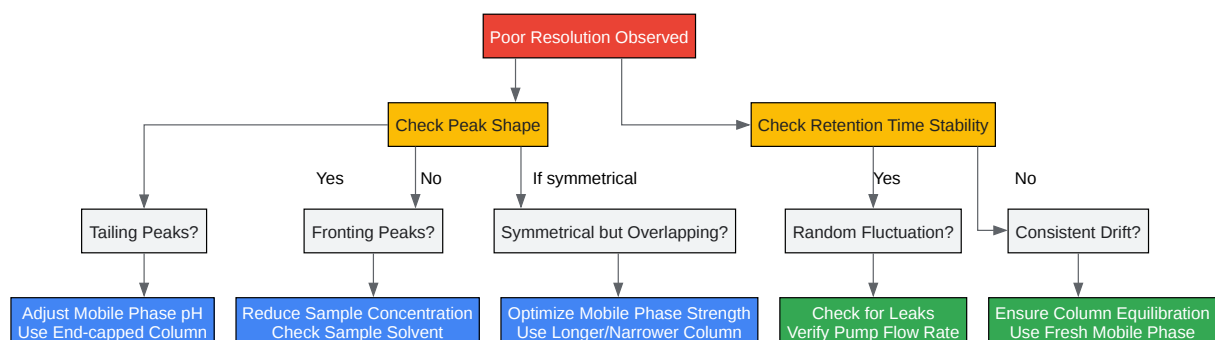 Poor Resolution Observed
Check Peak Shape
Check Retention Time Stability
Yes
No
If symmetrical
Yes
No
Tailing Peaks?
Fronting Peaks?
Symmetrical but Overlapping?
Random Fluctuation?
Consistent Drift?
Adjust Mobile Phase pH
Use End-capped Column
Reduce Sample Concentration
Check Sample Solvent
Optimize Mobile Phase Strength
Use Longer/Narrower Column
Check for Leaks
Verify Pump Flow Rate
Ensure Column Equilibration
Use Fresh Mobile Phase